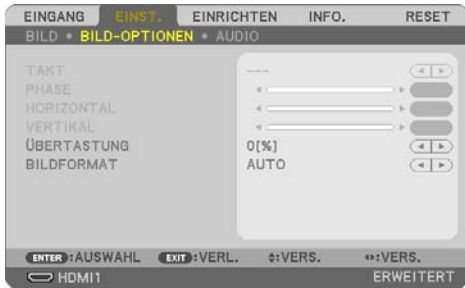 EINGANG EINST. EINRICHTEN INFO. RESET
BILD • BILD-OPTIONEN • AUDIO
TAKT ---
PHASE
HORIZONTAL
VERTIKAL
ÜBERTASTUNG 0[%]
BILDFORMAT AUTO
ENTER :AUSWAHL EXIT :VERL. :VERS. :VERS.
HDMI1 ERWEITERT